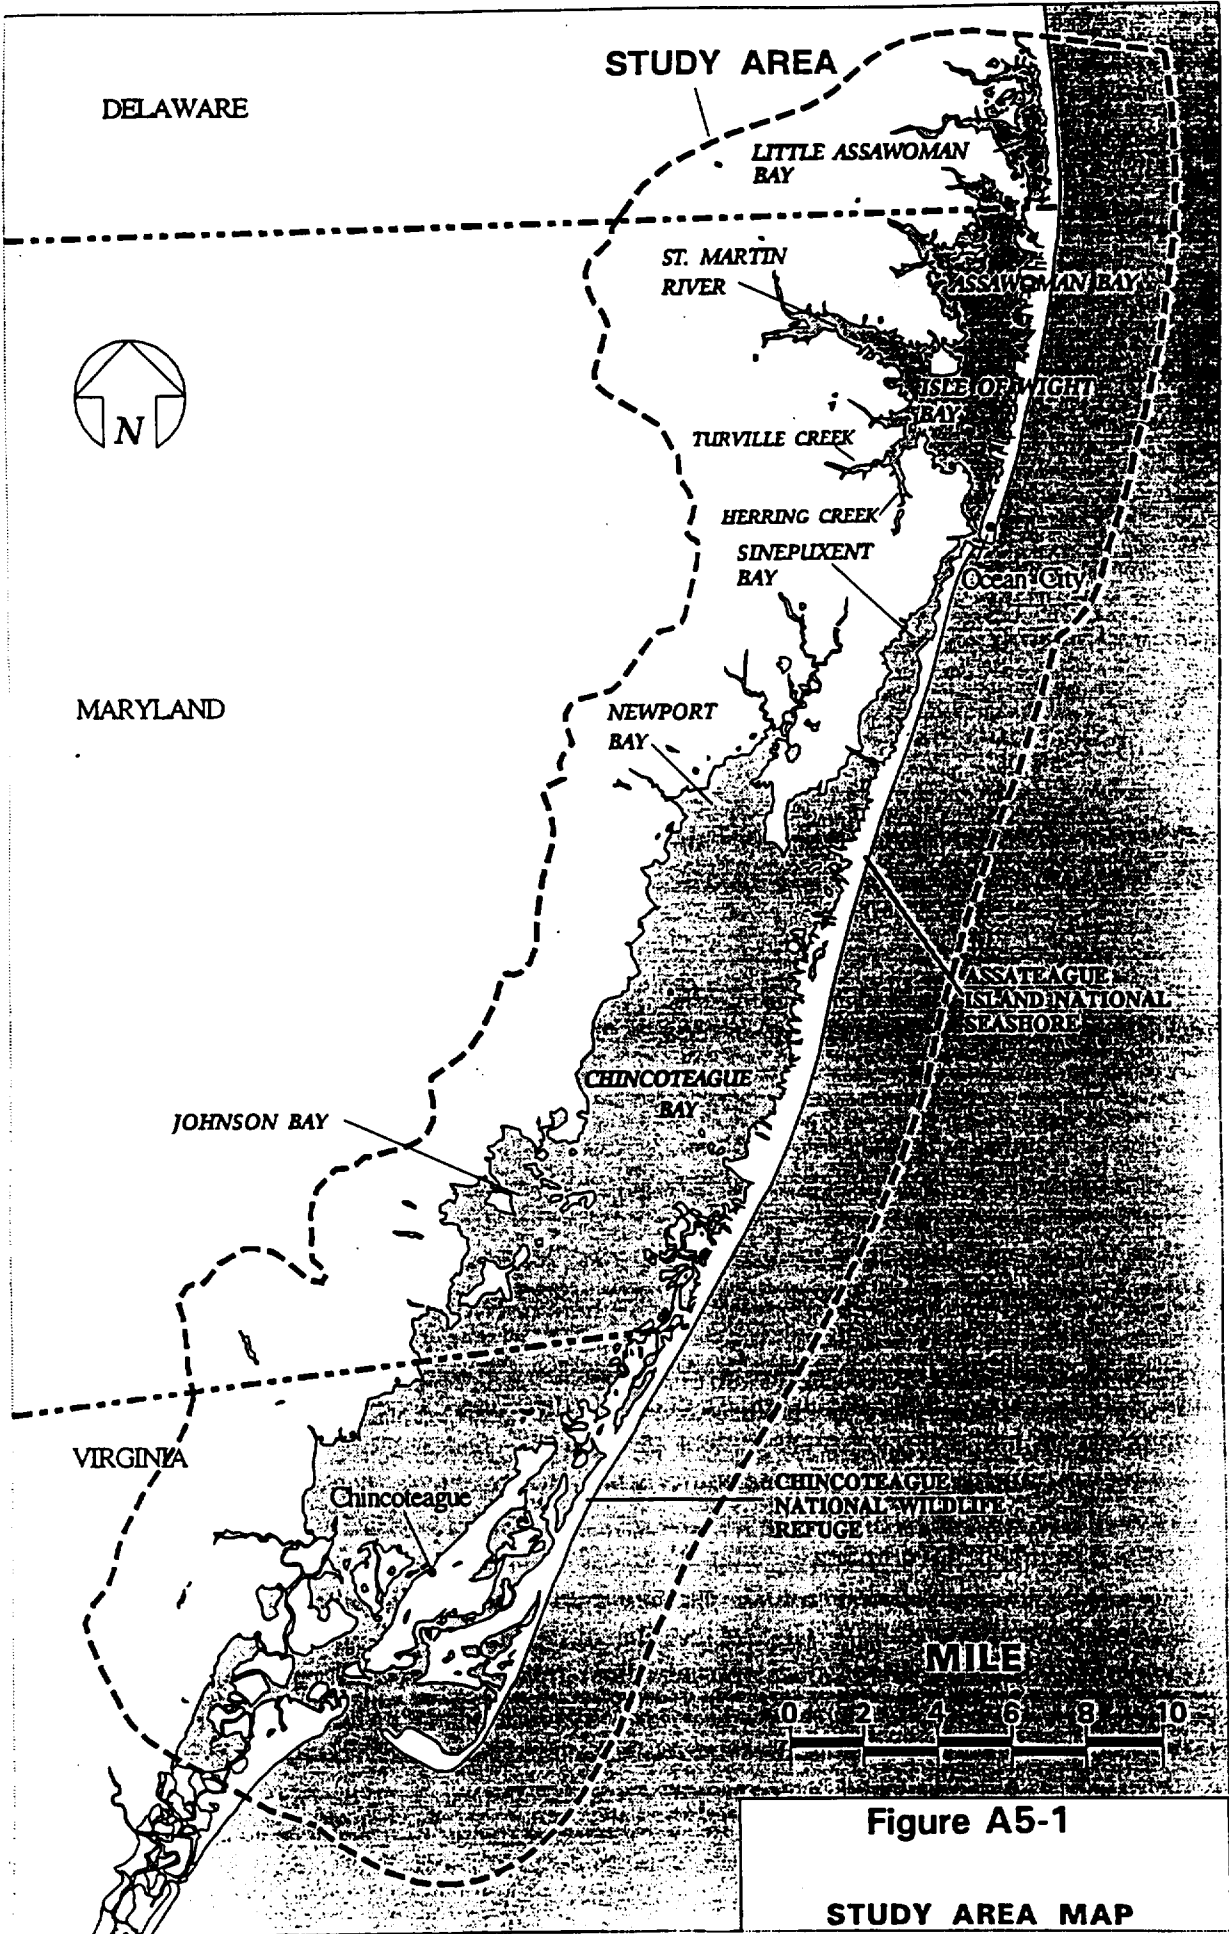 STUDY AREA
DELAWARE
LITTLE ASSAWOMAN
BAY
ST. MARTIN
RIVER
ASSAWOMAN BAY
N
ISLE OF WIGHT
BAY
TURVILLE CREEK
HERRING CREEK
SINEPUXENT
BAY
Ocean City
MARYLAND
NEWPORT
BAY
ASSATEAGUE
ISLAND NATIONAL
SEASHORE
CHINCOTEAGUE
BAY
JOHNSON BAY
VIRGINIA
Chincoteague
CHINCOTEAGUE
NATIONAL WILDLIFE
REFUGE
MILE
0 2 4 6 8 10
Figure A5-1
STUDY AREA MAP